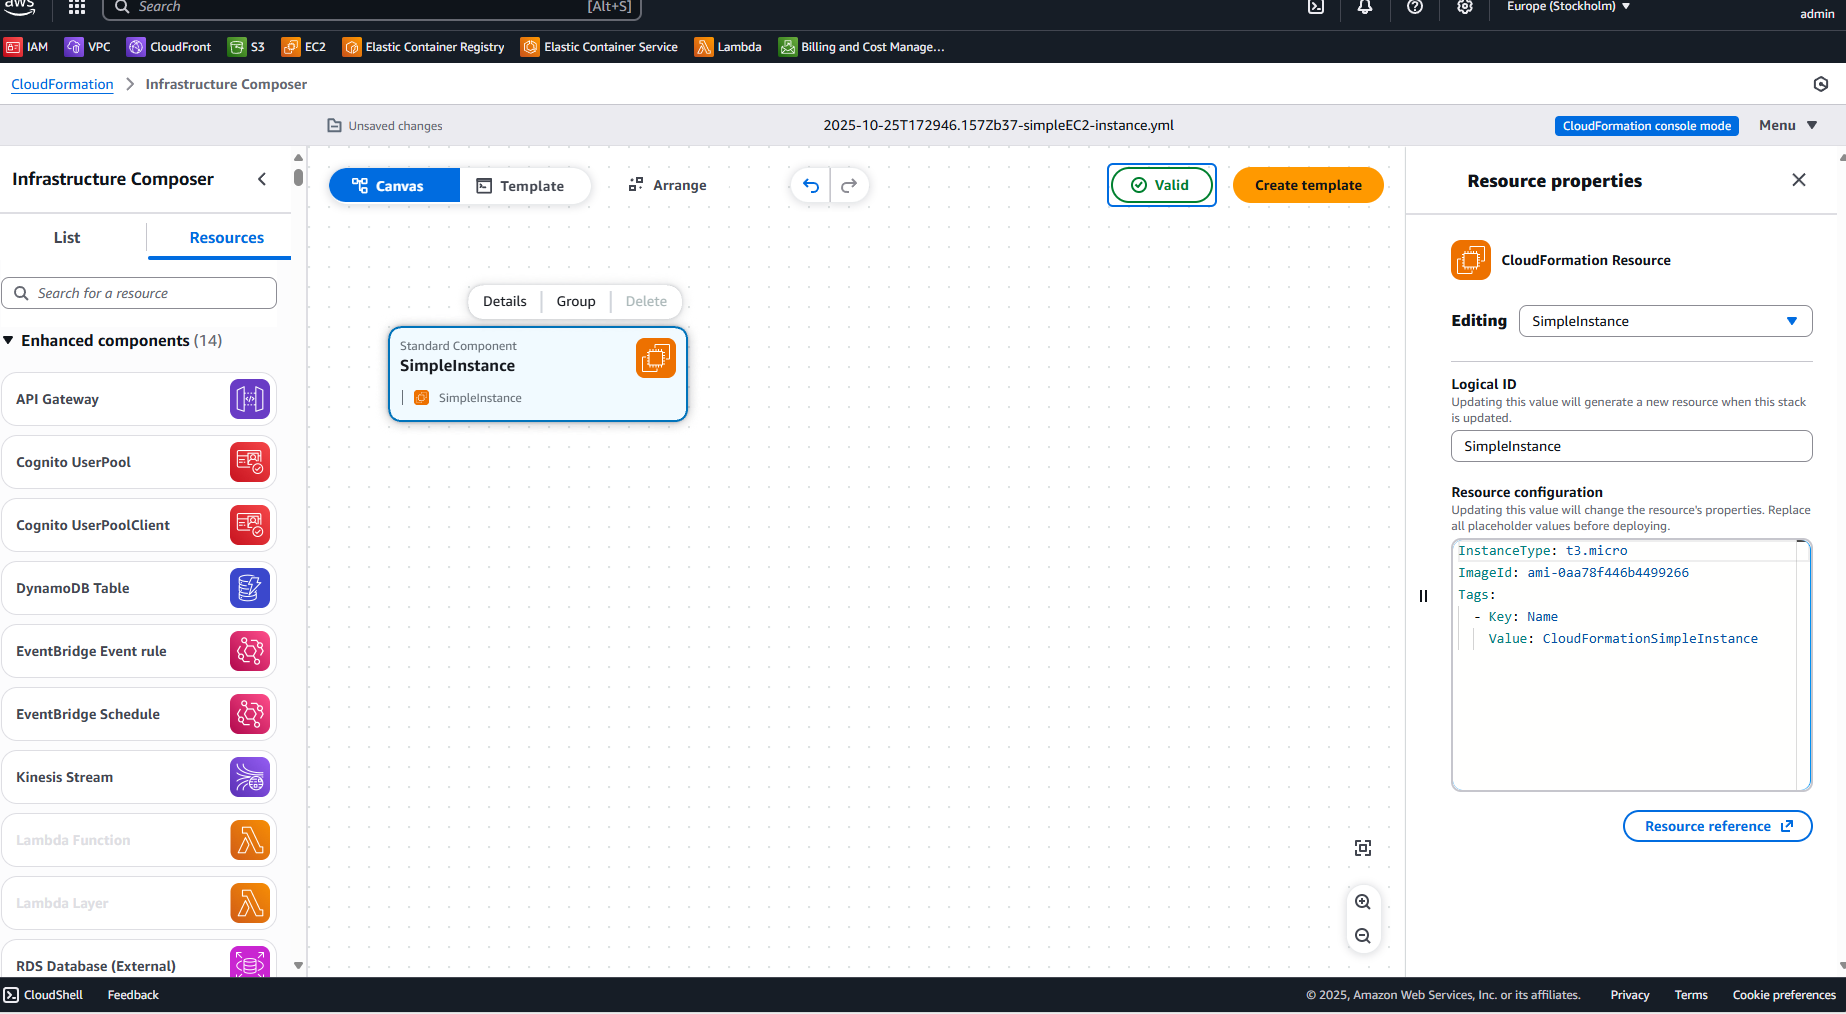 aws
Search
[Alt+S]
Europe (Stockholm)
admin
IAM
VPC
CloudFront
S3
EC2
Elastic Container Registry
Elastic Container Service
Lambda
Billing and Cost Manage...
CloudFormation
Infrastructure Composer
Unsaved changes
2025-10-25T172946.157Zb37-simpleEC2-instance.yml
CloudFormation console mode
Menu
Infrastructure Composer
List
Resources
Search for a resource
Enhanced components (14)
API Gateway
Cognito UserPool
Cognito UserPoolClient
DynamoDB Table
EventBridge Event rule
EventBridge Schedule
Kinesis Stream
Lambda Function
Lambda Layer
RDS Database (External)
Canvas
Template
Arrange
Valid
Create template
Details
Group
Delete
Standard Component
SimpleInstance
SimpleInstance
Resource properties
CloudFormation Resource
Editing
SimpleInstance
Logical ID
Updating this value will generate a new resource when this stack
is updated.
SimpleInstance
Resource configuration
Updating this value will change the resource's properties. Replace
all placeholder values before deploying.
InstanceType: t3.micro
ImageId: ami-0aa78f446b4499266
Tags:
- Key: Name
Value: CloudFormationSimpleInstance
Resource reference
CloudShell
Feedback
© 2025, Amazon Web Services, Inc. or its affiliates.
Privacy
Terms
Cookie preferences